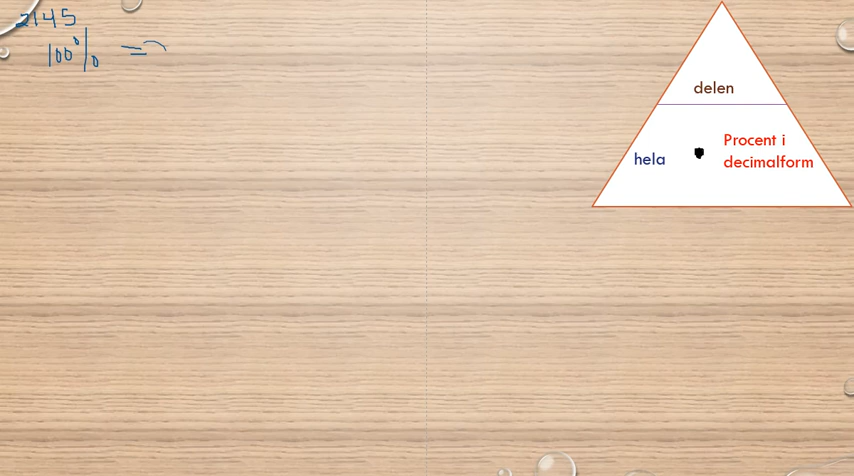 2145
100% =
delen
hela • Procent i
decimalform